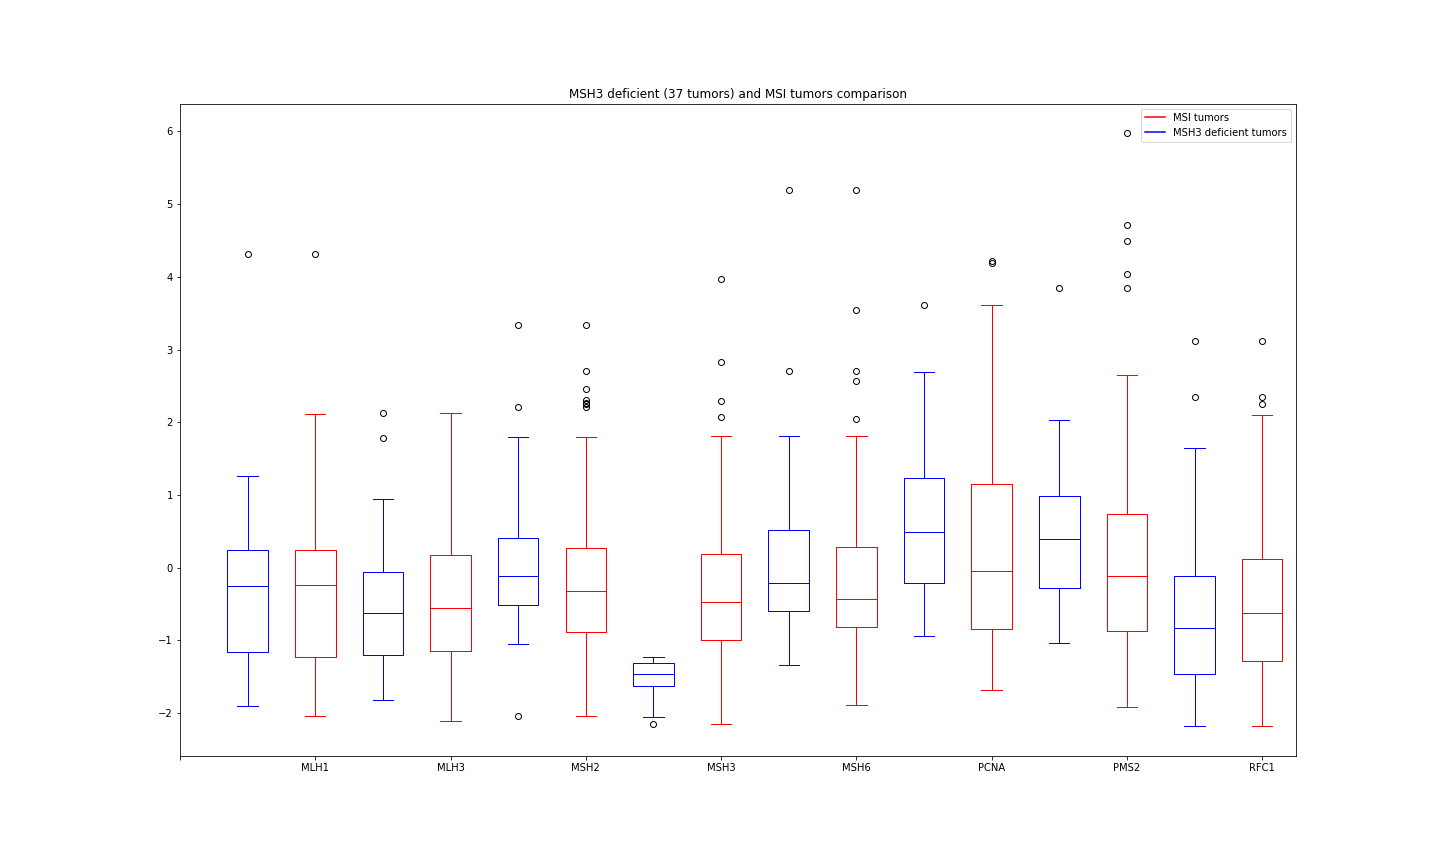 MSH3 deficient (37 tumors) and MSI tumors comparison
MSI tumors
MSH3 deficient tumors
6
5
4
3
2
1
0
−1
−2
MLH1 MLH3 MSH2 MSH3 MSH6 PCNA PMS2 RFC1